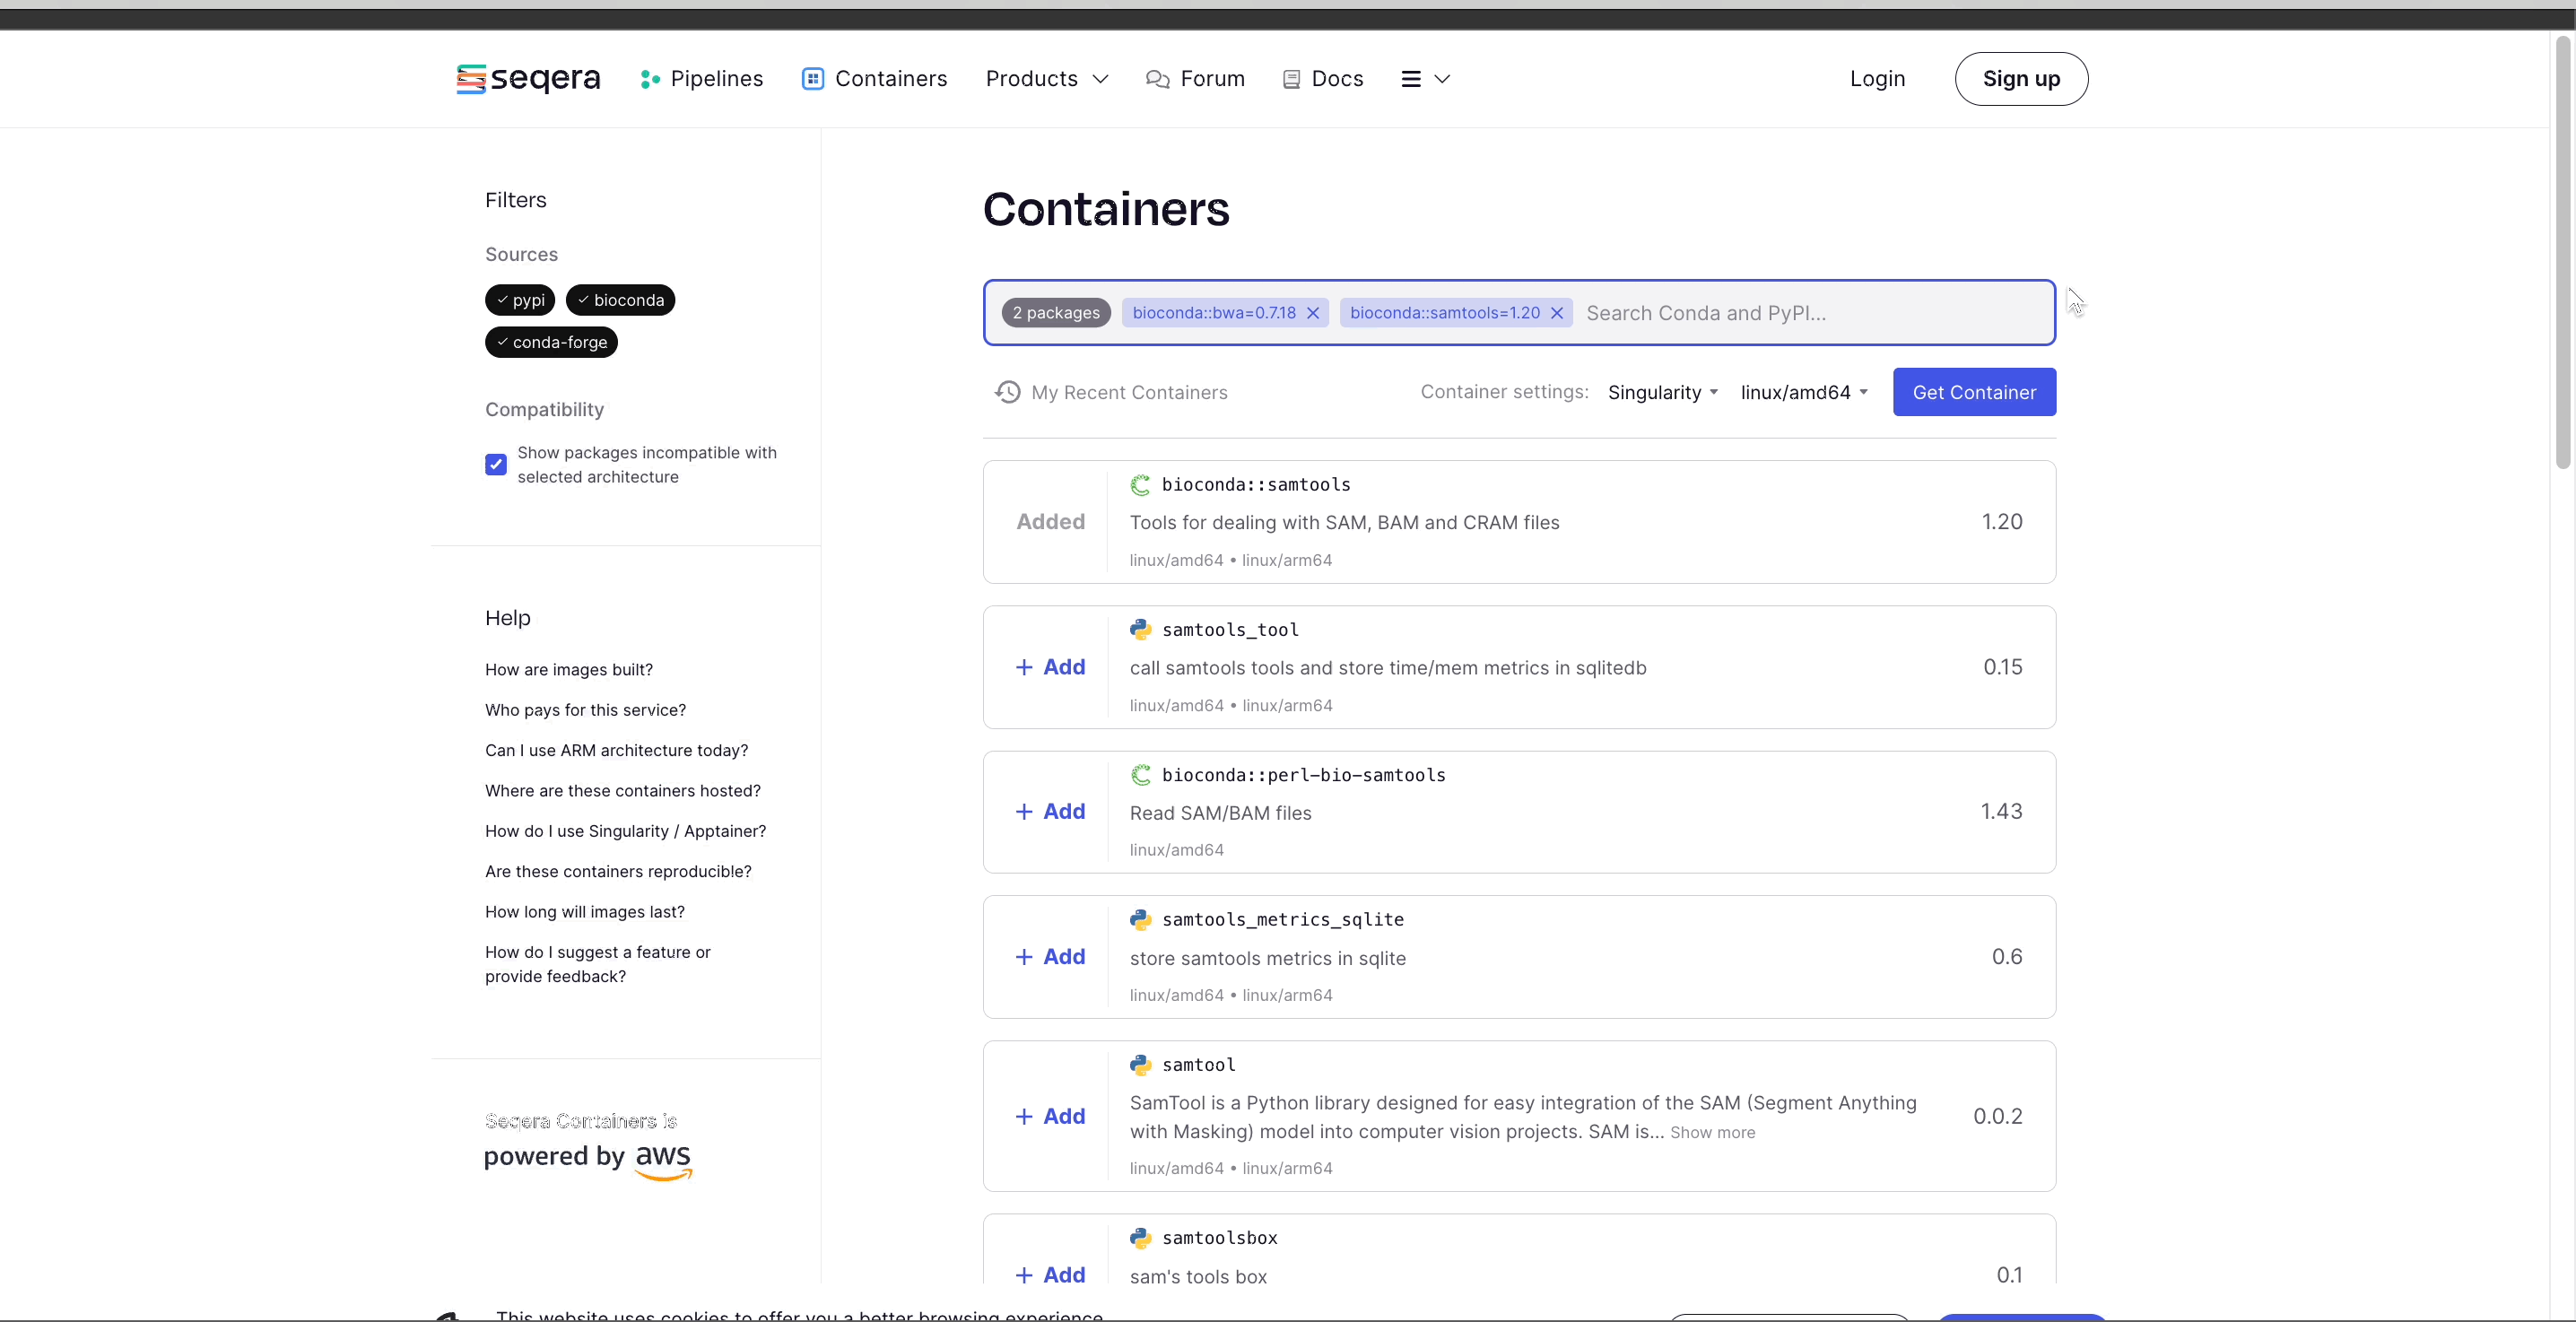 seqera Pipelines Containers Products Forum Docs Login Sign up
Filters
Sources
pypi bioconda
conda-forge
Compatibility
Show packages incompatible with
selected architecture
Help
How are images built?
Who pays for this service?
Can I use ARM architecture today?
Where are these containers hosted?
How do I use Singularity / Apptainer?
Are these containers reproducible?
How long will images last?
How do I suggest a feature or
provide feedback?
Seqera Containers is
powered by aws
Containers
2 packages bioconda::bwa=0.7.18 bioconda::samtools=1.20 Search Conda and PyPI...
My Recent Containers Container settings: Singularity linux/amd64 Get Container
bioconda::samtools
Added Tools for dealing with SAM, BAM and CRAM files 1.20
linux/amd64 • linux/arm64
samtools_tool
+ Add call samtools tools and store time/mem metrics in sqlitedb 0.15
linux/amd64 • linux/arm64
bioconda::perl-bio-samtools
+ Add Read SAM/BAM files 1.43
linux/amd64
samtools_metrics_sqlite
+ Add store samtools metrics in sqlite 0.6
linux/amd64 • linux/arm64
samtool
+ Add SamTool is a Python library designed for easy integration of the SAM (Segment Anything 0.0.2
with Masking) model into computer vision projects. SAM is... Show more
linux/amd64 • linux/arm64
samtoolsbox
+ Add sam's tools box 0.1
This website uses cookies to offer you a better browsing experience